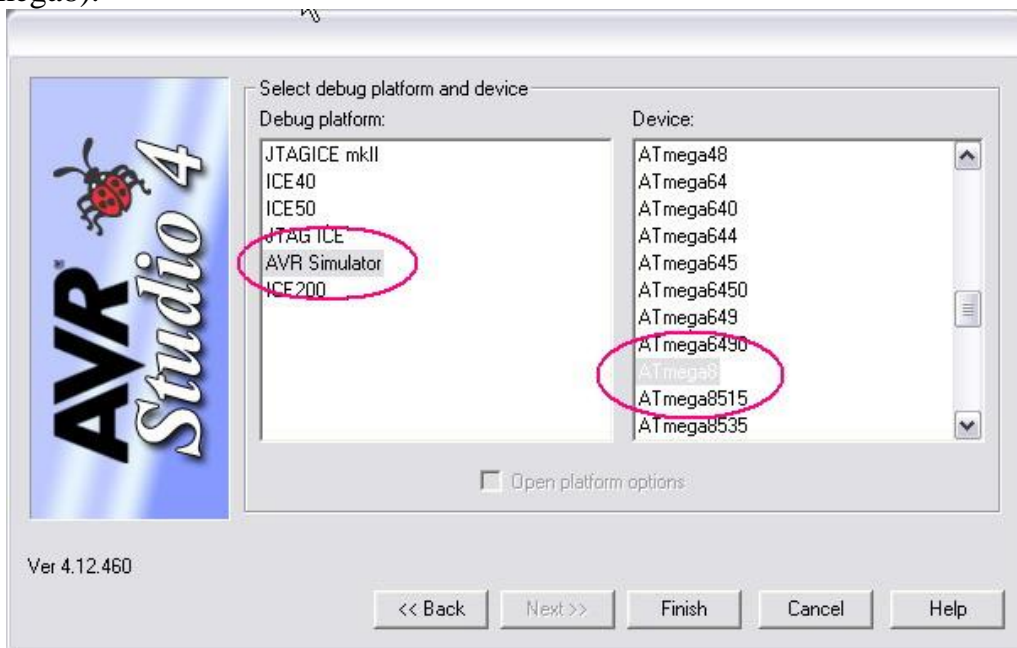 Select debug platform and device
Debug platform:
JTAGICE mkII
ICE40
ICE50
JTAG ICE
AVR Simulator
ICE200
Device:
ATmega48
ATmega64
ATmega640
ATmega644
ATmega645
ATmega6450
ATmega649
ATmega6490
ATmega8
ATmega8515
ATmega8535
Open platform options
AVR®
Studio 4
Ver 4.12.460
<< Back
Next >>
Finish
Cancel
Help